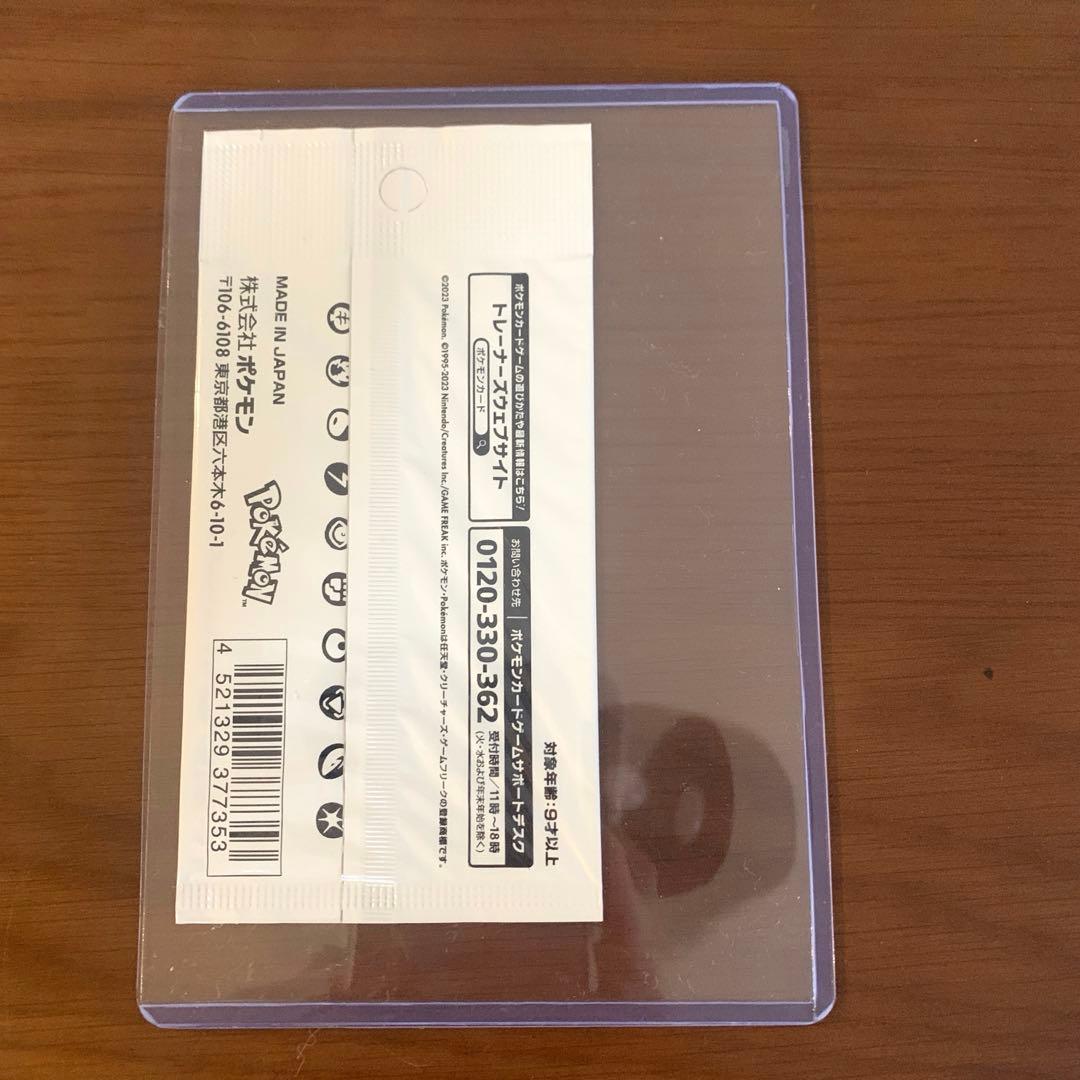 対象年齢:9才以上
ポケモンカードゲームの遊びかたや最新情報はこちら!
トレーナーズウェブサイト
ポケモンカード
お問い合わせ先 ポケモンカードゲームサポートデスク
0120-330-362 受付時間/11時~18時
(火・水および年末年始を除く)
©2023 Pokémon. ©1995-2023 Nintendo/Creatures Inc./GAME FREAK inc. ポケモン・Pokémonは任天堂・クリーチャーズ・ゲームフリークの登録商標です。
MADE IN JAPAN
株式会社 ポケモン
〒106-6108 東京都港区六本木6-10-1
POKéMON™
4 521329 377353